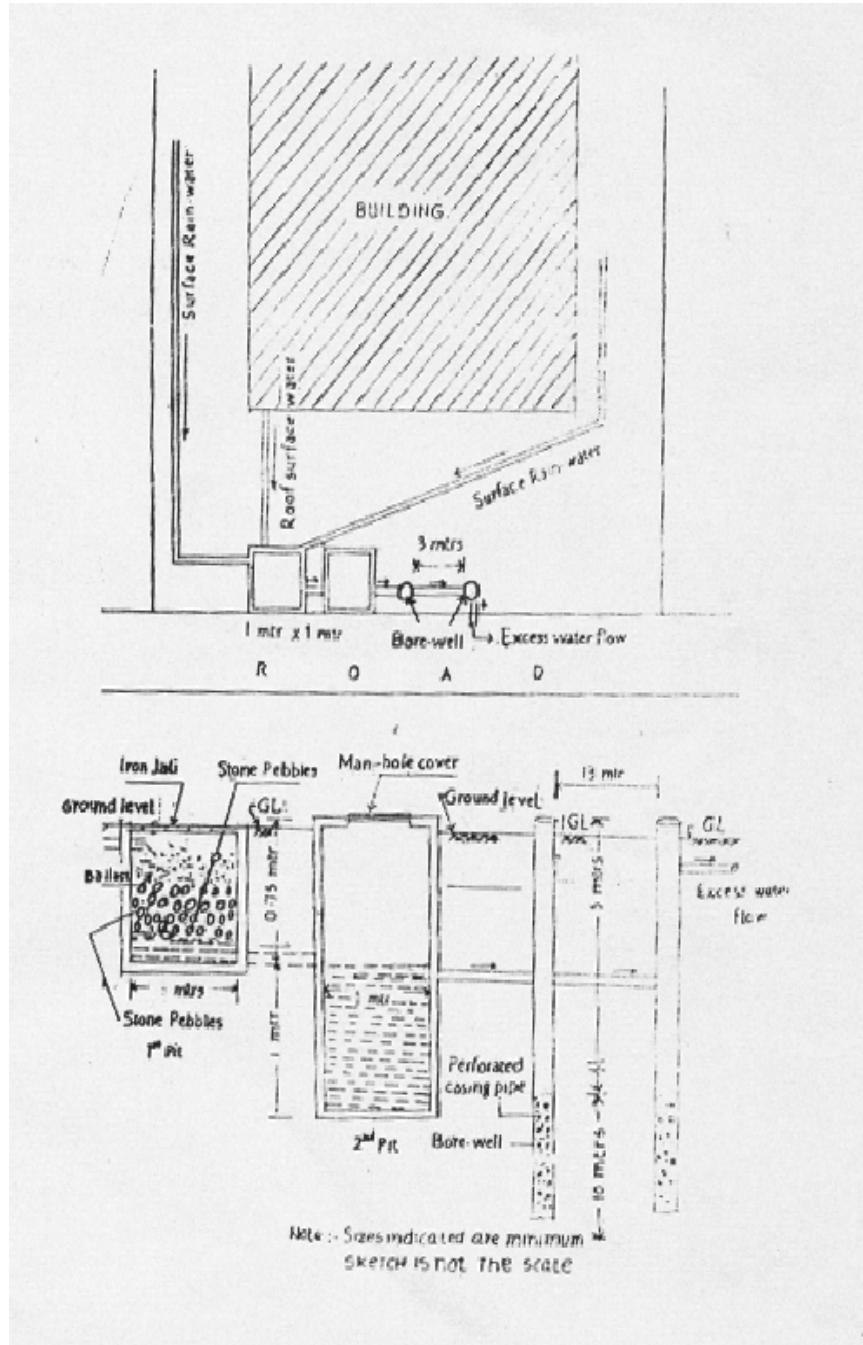 BUILDING.
Surface Rain-water
Roof surface water
Surface Rain-water
3 mtrs
1 mtr x 1 mtr
Bore-well
Excess water flow
R O A D
Iron Jali
Stone Pebbles
Man-hole cover
Ground level
GL
Ground level
GL
GL
0.75 mtr
1 mtr
mtrs
mtr
5 mtrs
Excess water
flow
Stone Pebbles
1st Pit
2nd Pit
Perforated
casing pipe
Bore-well
10 mtrs
Note :- Sizes indicated are minimum
SKETCH IS NOT THE SCALE